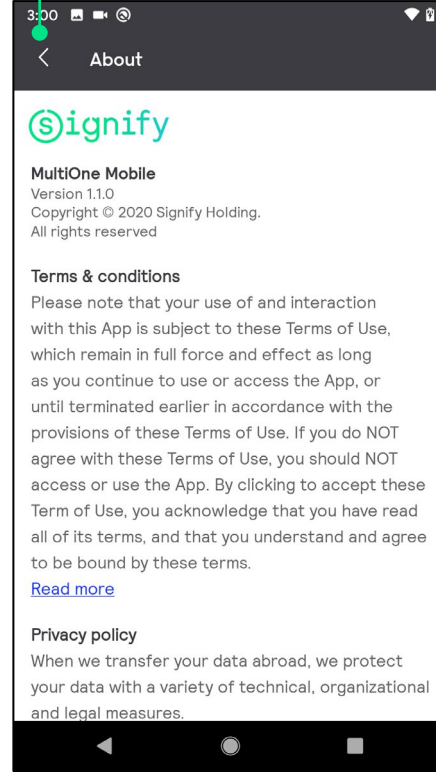 3:00
About
signify
MultiOne Mobile
Version 1.1.0
Copyright © 2020 Signify Holding.
All rights reserved
Terms & conditions
Please note that your use of and interaction
with this App is subject to these Terms of Use,
which remain in full force and effect as long
as you continue to use or access the App, or
until terminated earlier in accordance with the
provisions of these Terms of Use. If you do NOT
agree with these Terms of Use, you should NOT
access or use the App. By clicking to accept these
Term of Use, you acknowledge that you have read
all of its terms, and that you understand and agree
to be bound by these terms.
Read more
Privacy policy
When we transfer your data abroad, we protect
your data with a variety of technical, organizational
and legal measures.